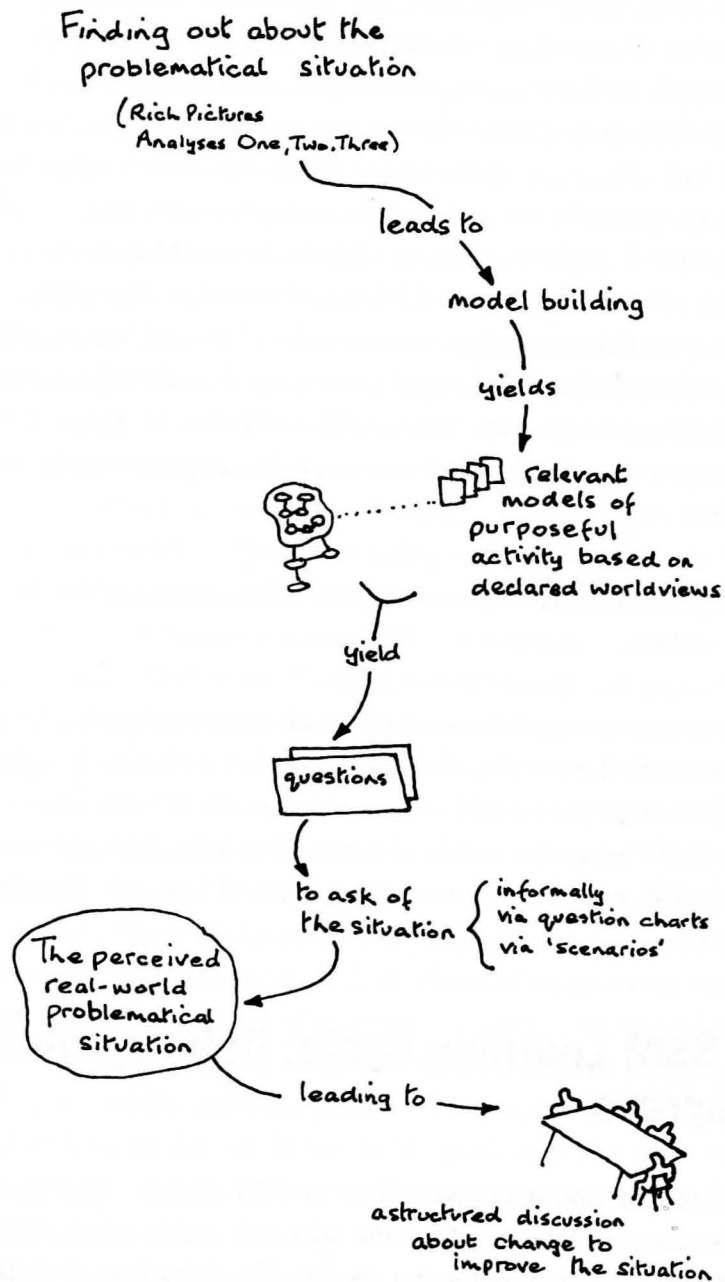 Finding out about the
problematical situation
(Rich Pictures
Analyses One, Two, Three)
leads to
model building
yields
relevant
models of
purposeful
activity based on
declared worldviews
yield
questions
to ask of
the situation
informally
via question charts
via 'scenarios'
The perceived
real-world
problematical
situation
leading to
a structured discussion
about change to
improve the situation